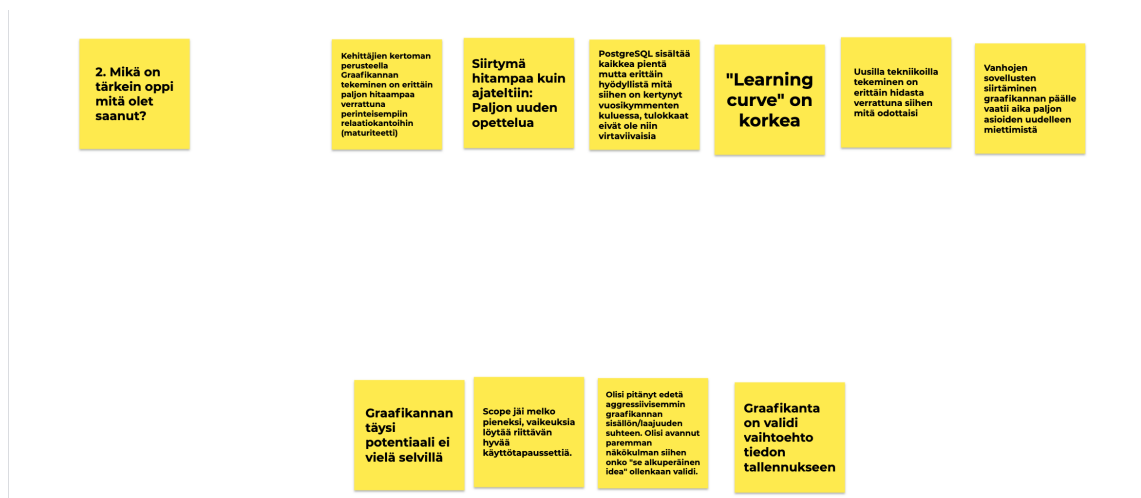 2. Mikä on
tärkein oppi
mitä olet
saanut?
Kehittäjien kertoman
perusteella
Graafikannan
tekeminen on erittäin
paljon hitaampaa
verrattuna
perinteisempiin
relaatiokantoihin
(maturiteetti)
Siirtymä
hitampaa kuin
ajateltiin:
Paljon uuden
opettelua
PostgreSQL sisältää
kaikkea pientä
mutta erittäin
hyödyllistä mitä
siihen on kertynyt
vuosikymmenten
kuluessa, tulokkaat
eivät ole niin
virtaviivaisia
"Learning
curve" on
korkea
Uusilla tekniikoilla
tekeminen on
erittäin hidasta
verrattuna siihen
mitä odottaisi
Vanhojen
sovellusten
siirtäminen
graafikannan päälle
vaatii aika paljon
asioiden uudelleen
miettimistä
Graafikannan
täysi
potentiaali ei
vielä selvillä
Scope jäi melko
pieneksi, vaikeuksia
löytää riittävän
hyvää
käyttötapaussettiä.
Olisi pitänyt edetä
aggressiivisemmin
graafikannan
sisällön/laajuuden
suhteen. Olisi avannut
paremman
näkökulman siihen
onko "se alkuperäinen
idea" ollenkaan validi.
Graafikanta
on validi
vaihtoehto
tiedon
tallennukseen